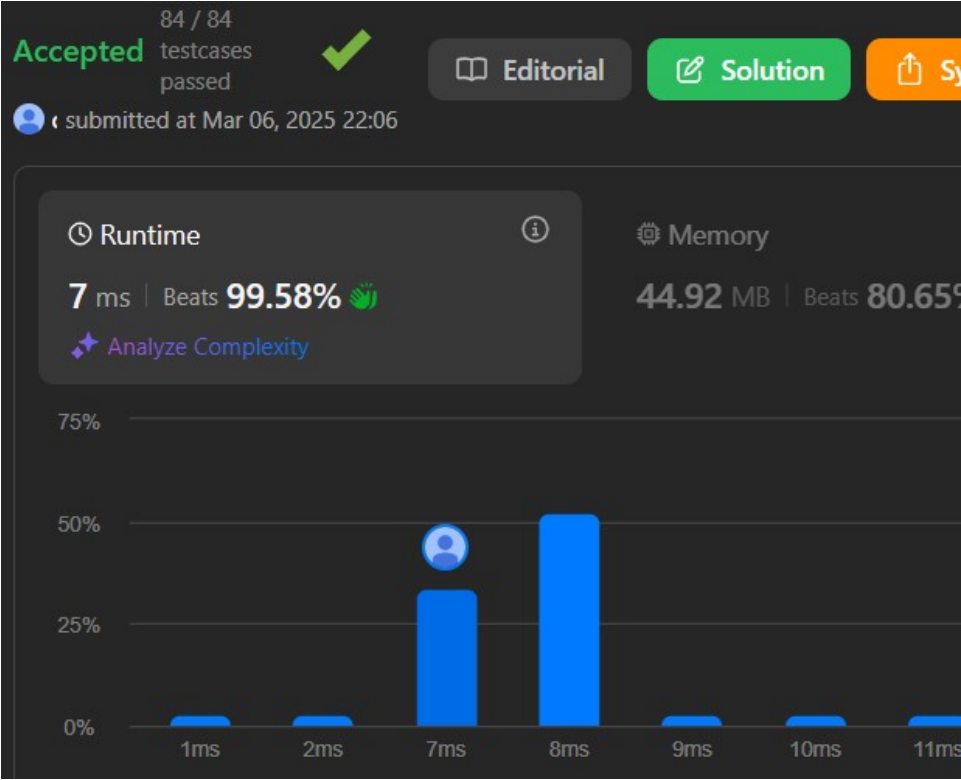 84 / 84
Accepted testcases
passed
Editorial
Solution
submitted at Mar 06, 2025 22:06
Runtime
Memory
7 ms Beats 99.58%
44.92 MB Beats 80.65%
Analyze Complexity
75%
50%
25%
0%
1ms 2ms 7ms 8ms 9ms 10ms 11ms